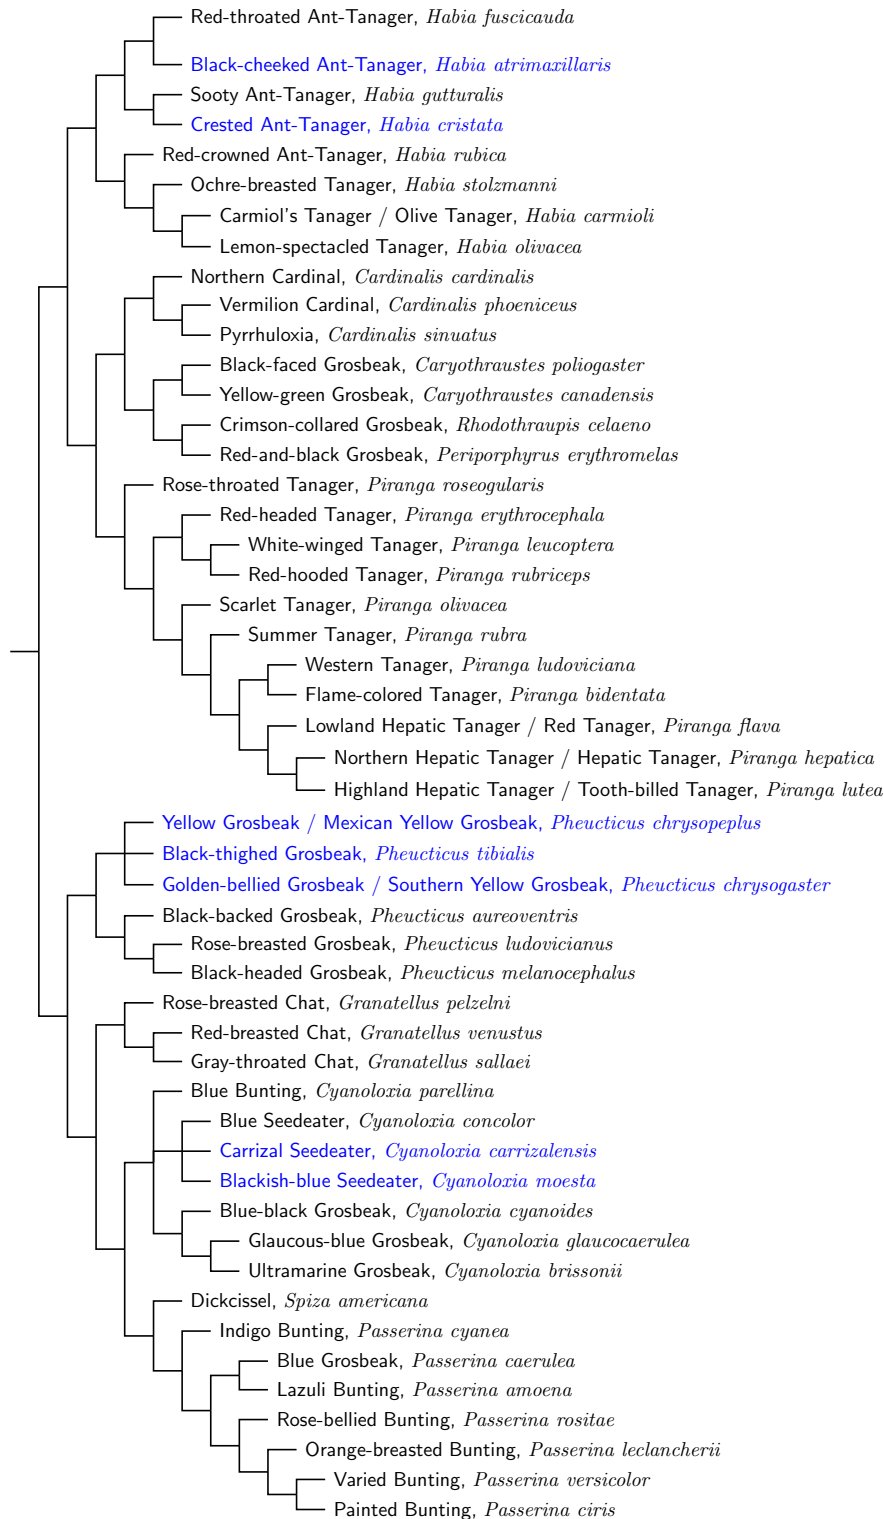 Red-throated Ant-Tanager, Habia fuscicauda
Black-cheeked Ant-Tanager, Habia atrimaxillaris
Sooty Ant-Tanager, Habia gutturalis
Crested Ant-Tanager, Habia cristata
Red-crowned Ant-Tanager, Habia rubica
Ochre-breasted Tanager, Habia stolzmanni
Carmiol's Tanager / Olive Tanager, Habia carmioli
Lemon-spectacled Tanager, Habia olivacea
Northern Cardinal, Cardinalis cardinalis
Vermilion Cardinal, Cardinalis phoeniceus
Pyrrhuloxia, Cardinalis sinuatus
Black-faced Grosbeak, Caryothraustes poliogaster
Yellow-green Grosbeak, Caryothraustes canadensis
Crimson-collared Grosbeak, Rhodothraupis celaeno
Red-and-black Grosbeak, Periporphyrus erythromelas
Rose-throated Tanager, Piranga roseogularis
Red-headed Tanager, Piranga erythrocephala
White-winged Tanager, Piranga leucoptera
Red-hooded Tanager, Piranga rubriceps
Scarlet Tanager, Piranga olivacea
Summer Tanager, Piranga rubra
Western Tanager, Piranga ludoviciana
Flame-colored Tanager, Piranga bidentata
Lowland Hepatic Tanager / Red Tanager, Piranga flava
Northern Hepatic Tanager / Hepatic Tanager, Piranga hepatica
Highland Hepatic Tanager / Tooth-billed Tanager, Piranga lutea
Yellow Grosbeak / Mexican Yellow Grosbeak, Pheucticus chrysopeplus
Black-thighed Grosbeak, Pheucticus tibialis
Golden-bellied Grosbeak / Southern Yellow Grosbeak, Pheucticus chrysogaster
Black-backed Grosbeak, Pheucticus aureoventris
Rose-breasted Grosbeak, Pheucticus ludovicianus
Black-headed Grosbeak, Pheucticus melanocephalus
Rose-breasted Chat, Granatellus pelzelni
Red-breasted Chat, Granatellus venustus
Gray-throated Chat, Granatellus sallaei
Blue Bunting, Cyanoloxia parellina
Blue Seedeater, Cyanoloxia concolor
Carrizal Seedeater, Cyanoloxia carrizalensis
Blackish-blue Seedeater, Cyanoloxia moesta
Blue-black Grosbeak, Cyanoloxia cyanoides
Glaucous-blue Grosbeak, Cyanoloxia glaucocaerulea
Ultramarine Grosbeak, Cyanoloxia brissonii
Dickcissel, Spiza americana
Indigo Bunting, Passerina cyanea
Blue Grosbeak, Passerina caerulea
Lazuli Bunting, Passerina amoena
Rose-bellied Bunting, Passerina rositae
Orange-breasted Bunting, Passerina leclancherii
Varied Bunting, Passerina versicolor
Painted Bunting, Passerina ciris